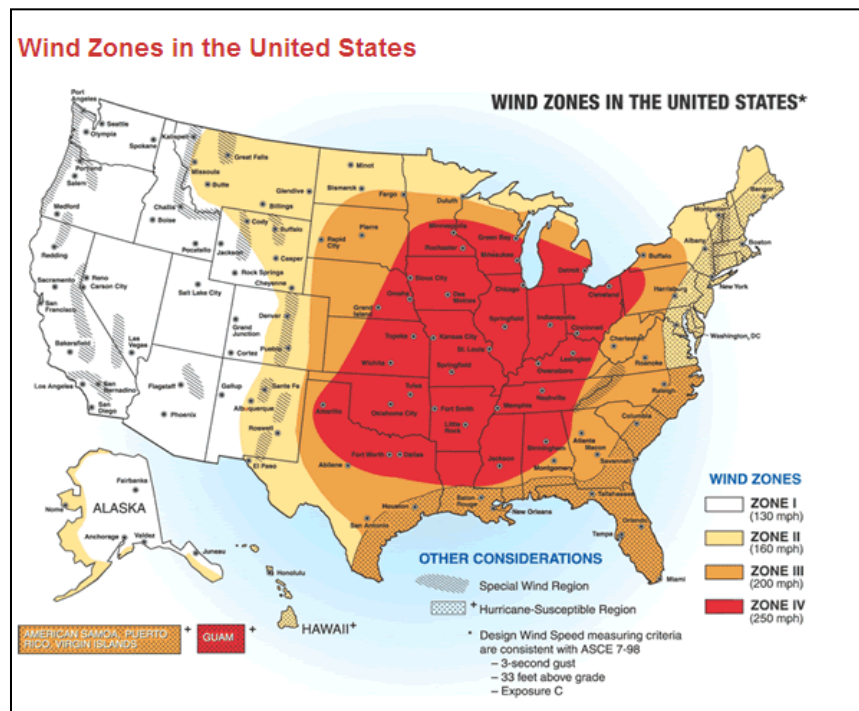 Wind Zones in the United States
WIND ZONES IN THE UNITED STATES*
Port
Angeles
Seattle
Olympia
Spokane
Kalispell
Great Falls
Missoula
Butte
Glendive
Billings
Minot
Bismarck
Fargo
Duluth
Portland
Salem
Medford
Challis
Boise
Pocatello
Cody
Buffalo
Jackson
Casper
Rock Springs
Cheyenne
Rapid
City
Pierre
Minneapolis
Rochester
Green Bay
Milwaukee
Detroit
Buffalo
Albany
Montpelier
Bangor
Boston
New York
Redding
Sacramento
San
Francisco
Reno
Carson City
Salt Lake City
Grand
Junction
Cortez
Denver
Pueblo
Grand
Island
Omaha
Sioux City
Des
Moines
Chicago
Cleveland
Harrisburg
Washington, DC
Bakersfield
Las
Vegas
Los Angeles
San
Bernadino
San
Diego
Flagstaff
Phoenix
Gallup
Santa Fe
Albuquerque
Roswell
El Paso
Topeka
Wichita
Kansas City
St. Louis
Springfield
Springfield
Indianapolis
Cincinnati
Lexington
Owensboro
Charleston
Roanoke
Raleigh
Amarillo
Tulsa
Oklahoma City
Fort Smith
Little
Rock
Memphis
Nashville
Columbia
Atlanta
Macon
Savannah
Birmingham
Montgomery
Jackson
Fort Worth
Dallas
Abilene
San Antonio
Houston
Baton
Rouge
New Orleans
Tallahassee
Orlando
Tampa
Miami
Fairbanks
ALASKA
Nome
Anchorage
Valdez
Juneau
Honolulu
HAWAII+
AMERICAN SAMOA, PUERTO
RICO, VIRGIN ISLANDS
+
GUAM
+
OTHER CONSIDERATIONS
Special Wind Region
+ Hurricane-Susceptible Region
* Design Wind Speed measuring criteria
are consistent with ASCE 7-98
– 3-second gust
– 33 feet above grade
– Exposure C
WIND ZONES
ZONE I
(130 mph)
ZONE II
(160 mph)
ZONE III
(200 mph)
ZONE IV
(250 mph)